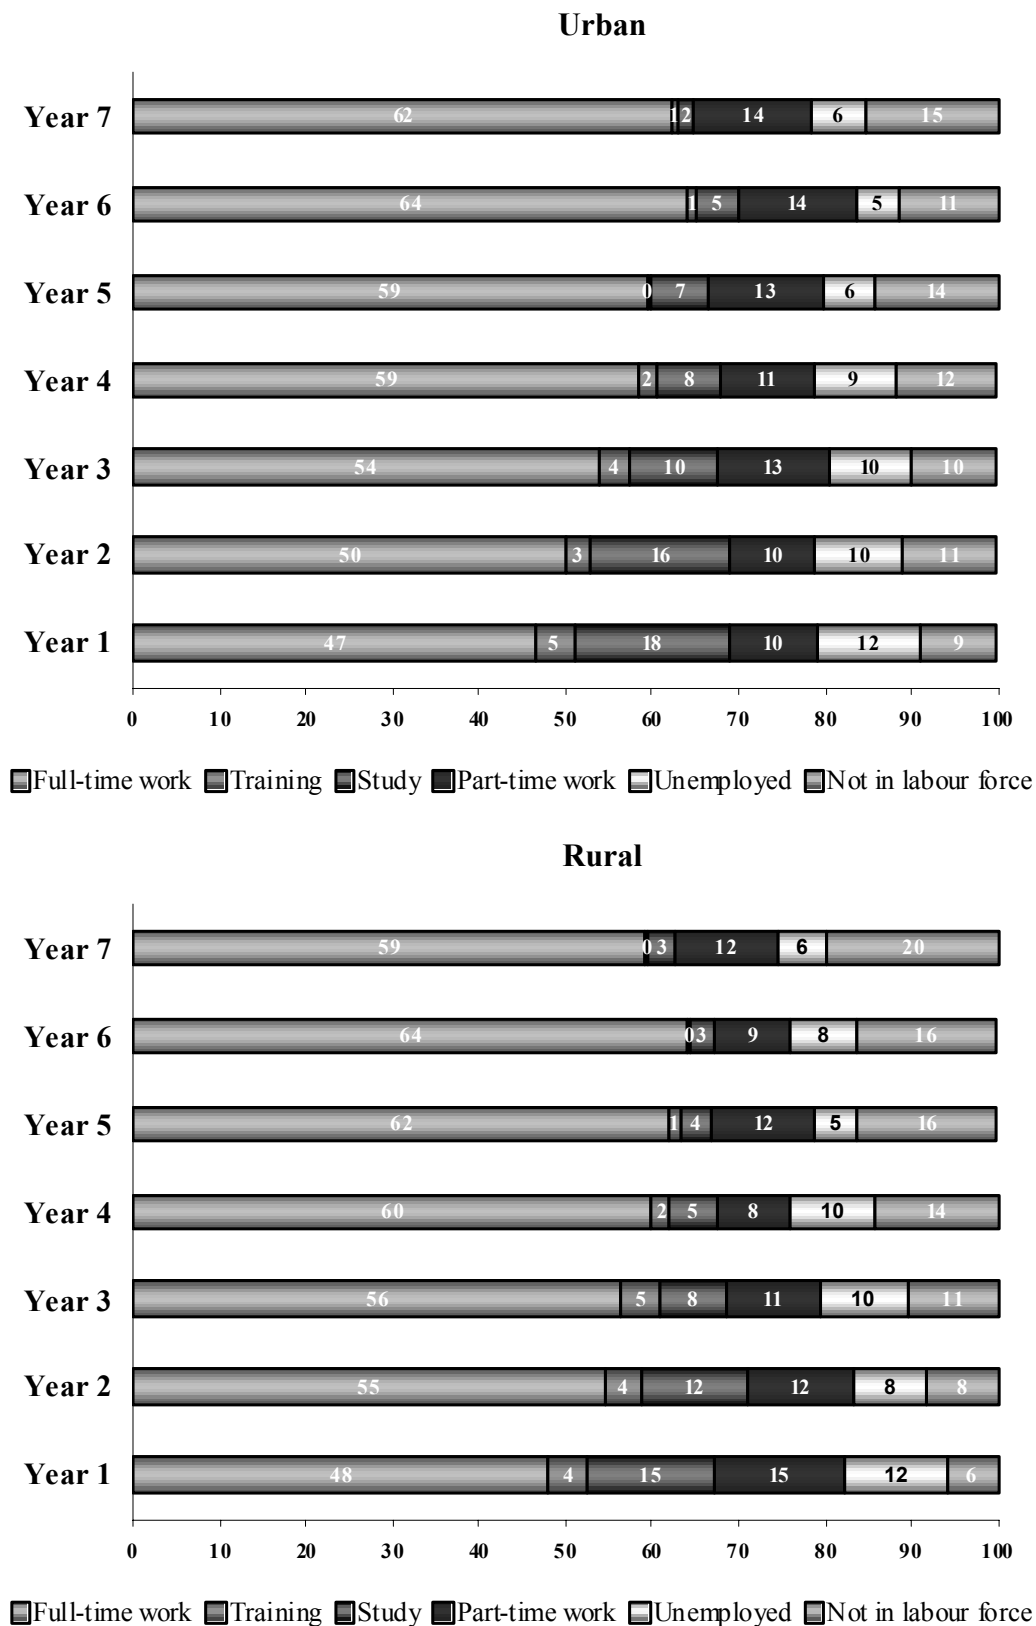 Urban
Year 7 62 1 2 14 6 15
Year 6 64 1 5 14 5 11
Year 5 59 0 7 13 6 14
Year 4 59 2 8 11 9 12
Year 3 54 4 10 13 10 10
Year 2 50 3 16 10 10 11
Year 1 47 5 18 10 12 9
0 10 20 30 40 50 60 70 80 90 100
Full-time work Training Study Part-time work Unemployed Not in labour force
Rural
Year 7 59 0 3 12 6 20
Year 6 64 0 3 9 8 16
Year 5 62 1 4 12 5 16
Year 4 60 2 5 8 10 14
Year 3 56 5 8 11 10 11
Year 2 55 4 12 12 8 8
Year 1 48 4 15 15 12 6
0 10 20 30 40 50 60 70 80 90 100
Full-time work Training Study Part-time work Unemployed Not in labour force